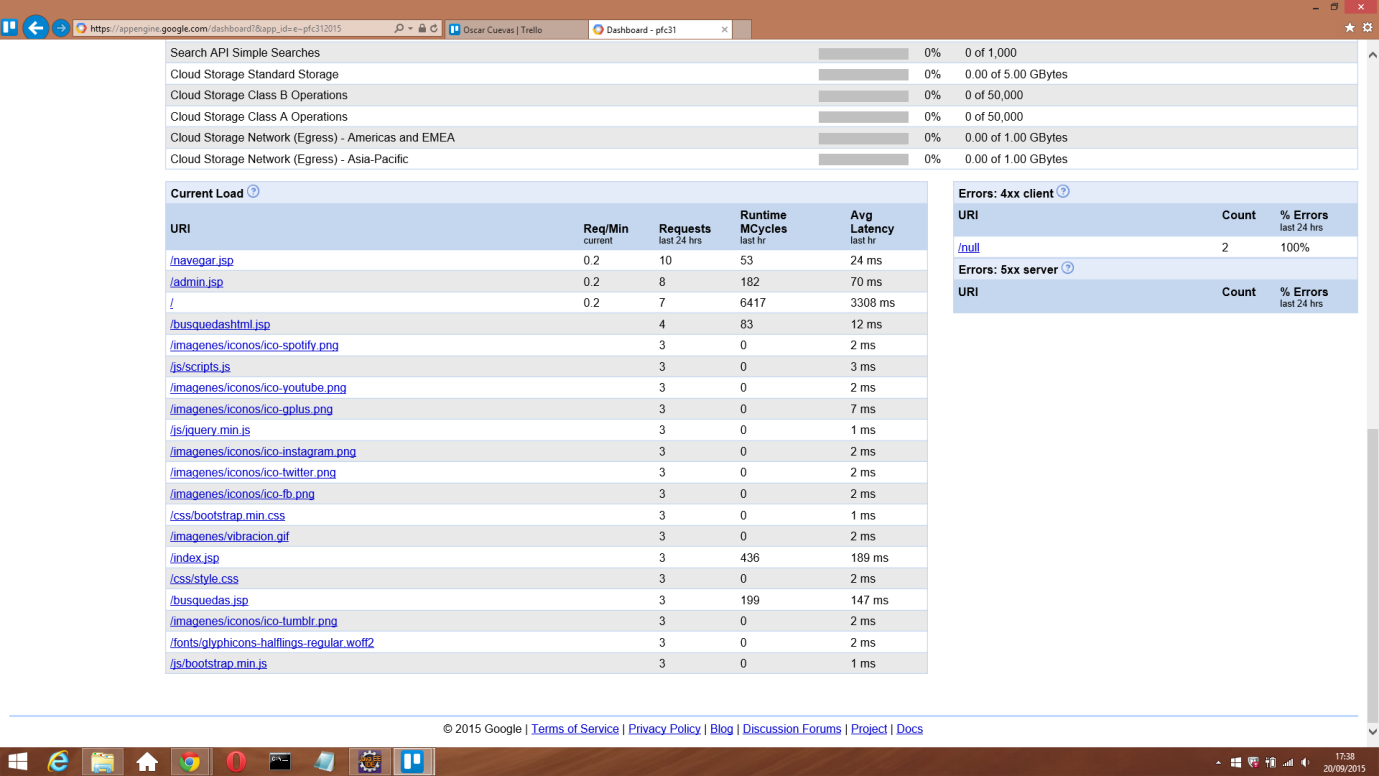 https://appengine.google.com/dashboard?&app_id=e~pfc312015
Oscar Cuevas | Trello
Dashboard - pfc31
Search API Simple Searches 0% 0 of 1,000
Cloud Storage Standard Storage 0% 0.00 of 5.00 GBytes
Cloud Storage Class B Operations 0% 0 of 50,000
Cloud Storage Class A Operations 0% 0 of 50,000
Cloud Storage Network (Egress) - Americas and EMEA 0% 0.00 of 1.00 GBytes
Cloud Storage Network (Egress) - Asia-Pacific 0% 0.00 of 1.00 GBytes
Current Load ?
URI Req/Min current Requests last 24 hrs Runtime MCycles last hr Avg Latency last hr
/navegar.jsp 0.2 10 53 24 ms
/admin.jsp 0.2 8 182 70 ms
/ 0.2 7 6417 3308 ms
/busquedashtml.jsp 4 83 12 ms
/imagenes/iconos/ico-spotify.png 3 0 2 ms
/js/scripts.js 3 0 3 ms
/imagenes/iconos/ico-youtube.png 3 0 2 ms
/imagenes/iconos/ico-gplus.png 3 0 7 ms
/js/jquery.min.js 3 0 1 ms
/imagenes/iconos/ico-instagram.png 3 0 2 ms
/imagenes/iconos/ico-twitter.png 3 0 2 ms
/imagenes/iconos/ico-fb.png 3 0 2 ms
/css/bootstrap.min.css 3 0 1 ms
/imagenes/vibracion.gif 3 0 2 ms
/index.jsp 3 436 189 ms
/css/style.css 3 0 2 ms
/busquedas.jsp 3 199 147 ms
/imagenes/iconos/ico-tumblr.png 3 0 2 ms
/fonts/glyphicons-halflings-regular.woff2 3 0 2 ms
/js/bootstrap.min.js 3 0 1 ms
Errors: 4xx client ?
URI Count % Errors last 24 hrs
/null 2 100%
Errors: 5xx server ?
URI Count % Errors last 24 hrs
© 2015 Google | Terms of Service | Privacy Policy | Blog | Discussion Forums | Project | Docs
17:38
20/09/2015